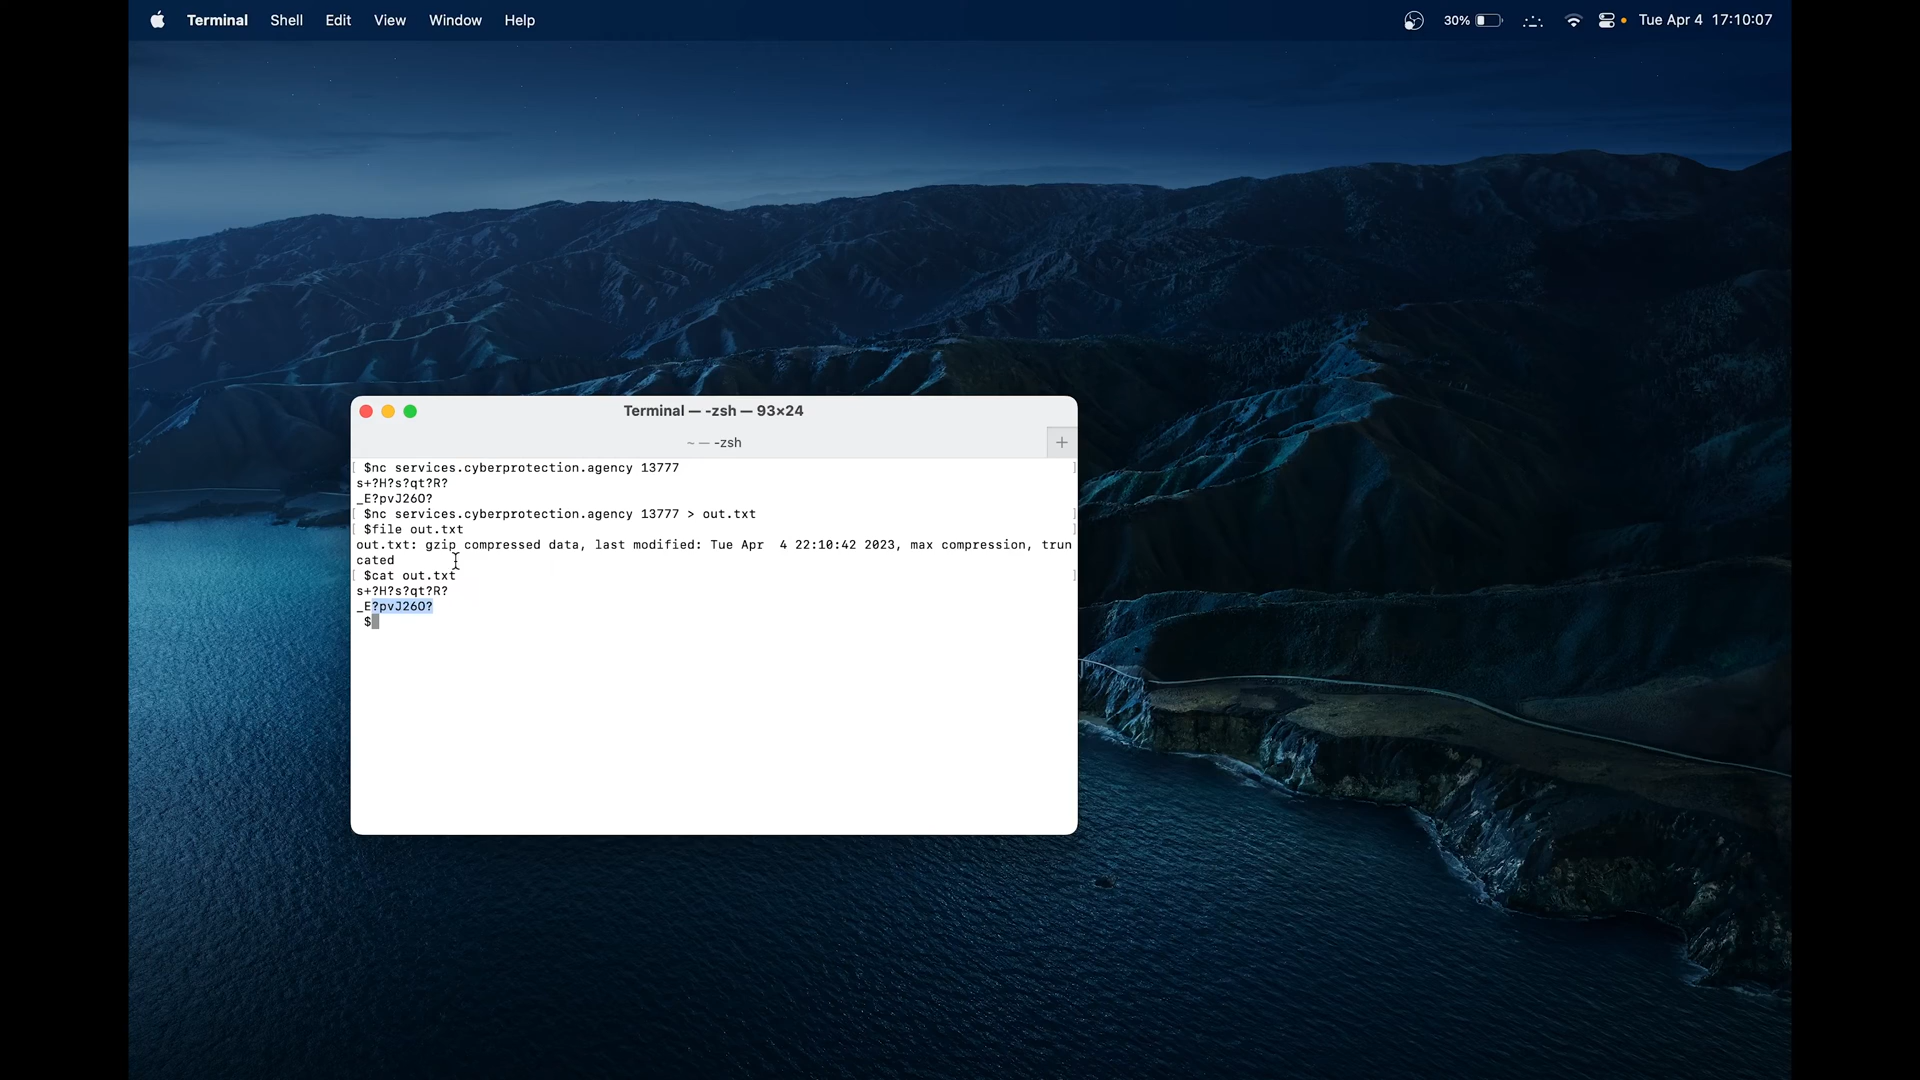 Terminal Shell Edit View Window Help 30% Tue Apr 4 17:10:07
Terminal — -zsh — 93×24
~ — -zsh +
[ $nc services.cyberprotection.agency 13777 ]
s+?H?s?qt?R?
_E?pvJ26O?
[ $nc services.cyberprotection.agency 13777 > out.txt ]
[ $file out.txt ]
out.txt: gzip compressed data, last modified: Tue Apr  4 22:10:42 2023, max compression, trun
cated
[ $cat out.txt ]
s+?H?s?qt?R?
_E?pvJ26O?
$